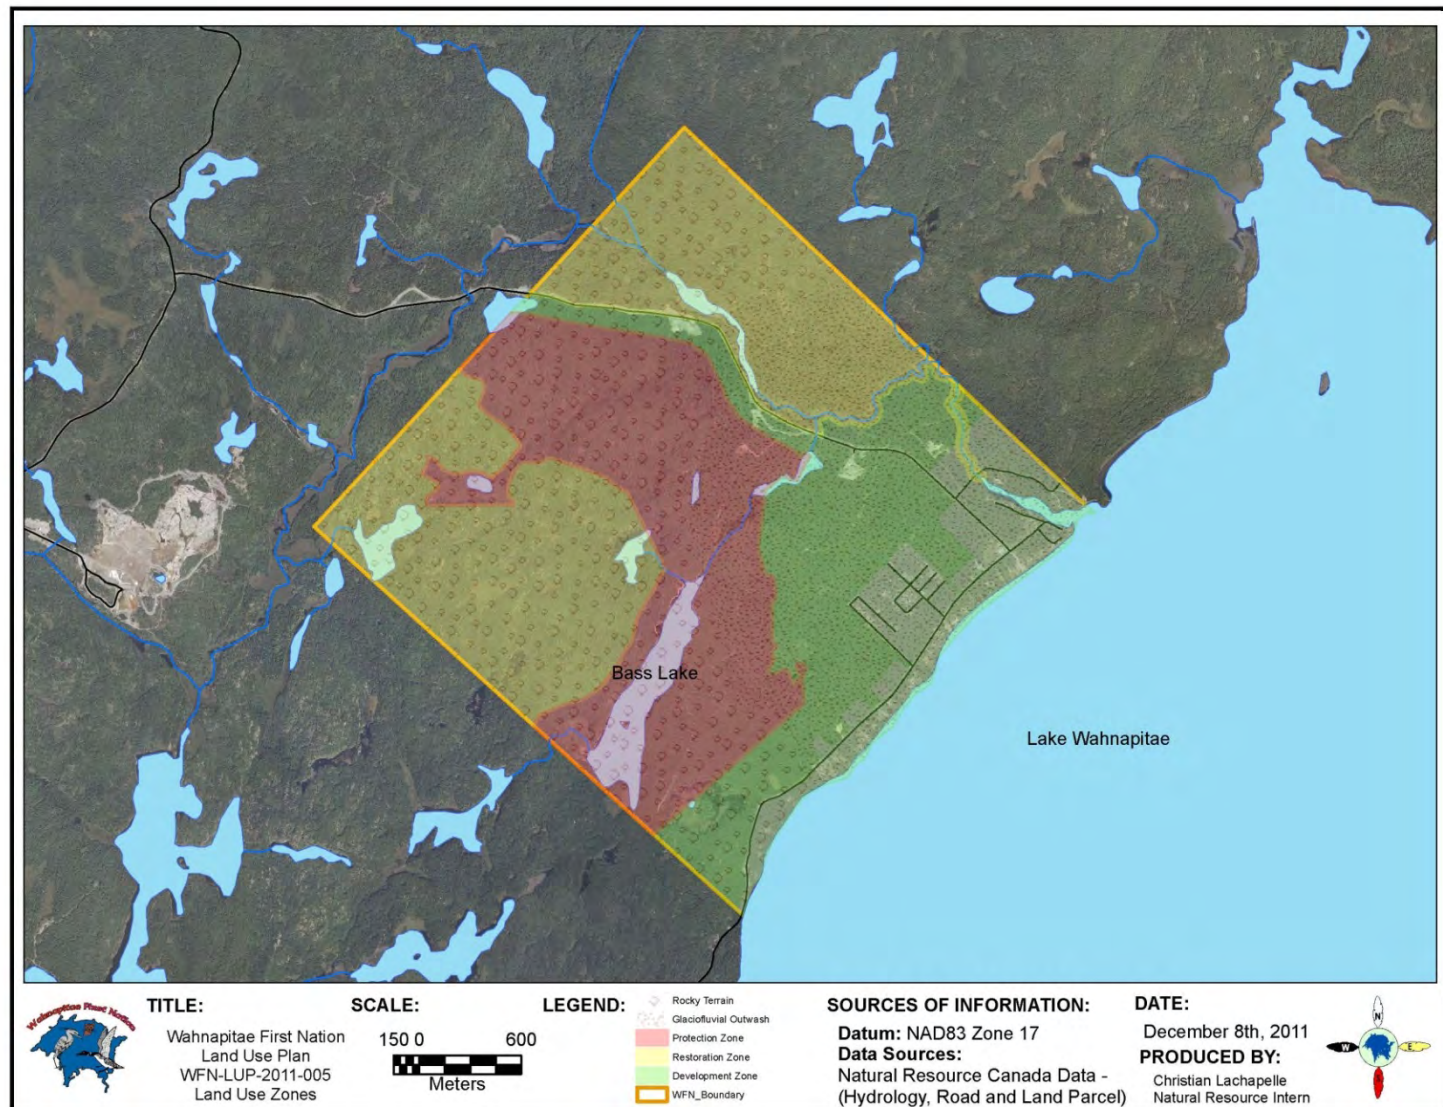 Bass Lake
Lake Wahnapitae
Wahnapitae First Nation
TITLE:
Wahnapitae First Nation
Land Use Plan
WFN-LUP-2011-005
Land Use Zones
SCALE:
150 0 600
Meters
LEGEND:
Rocky Terrain
Glaciofluvial Outwash
Protection Zone
Restoration Zone
Development Zone
WFN_Boundary
SOURCES OF INFORMATION:
Datum: NAD83 Zone 17
Data Sources:
Natural Resource Canada Data -
(Hydrology, Road and Land Parcel)
DATE:
December 8th, 2011
PRODUCED BY:
Christian Lachapelle
Natural Resource Intern
N
W
E